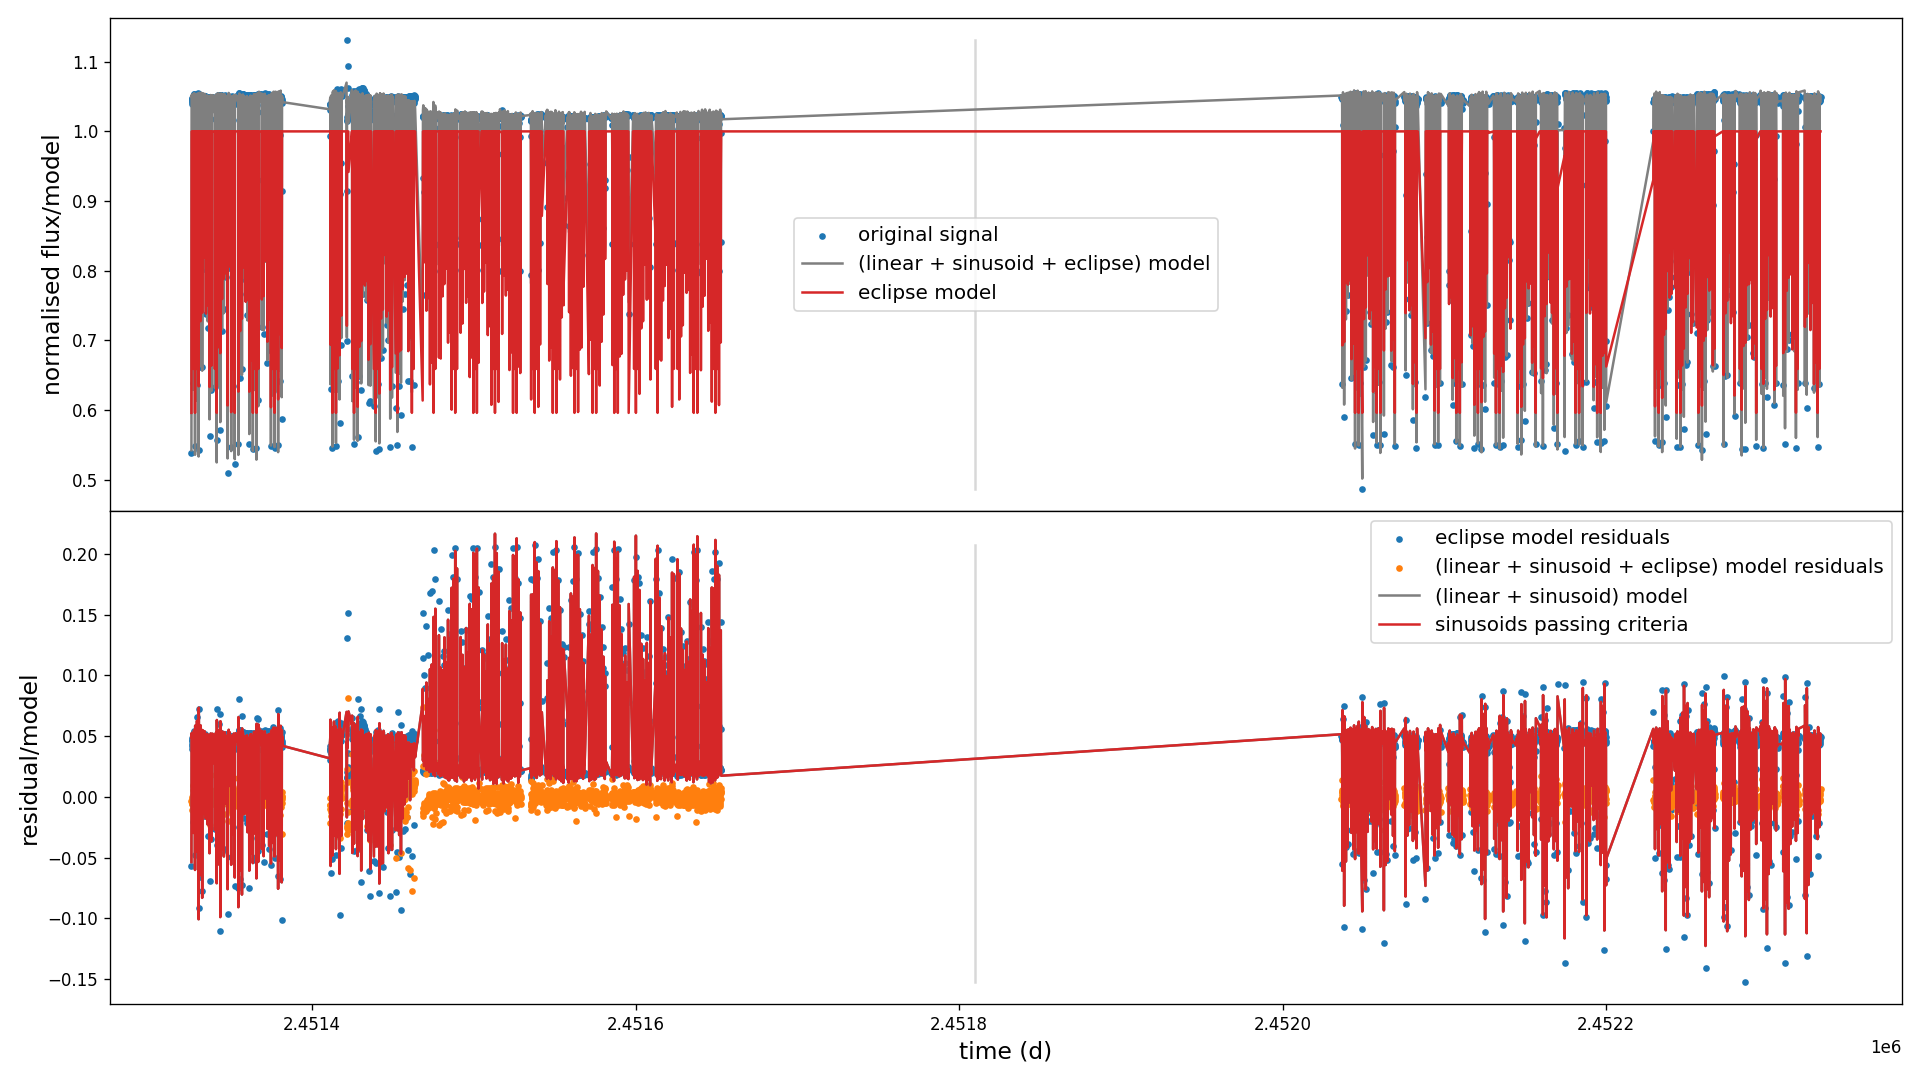 normalised flux/model
1.1
1.0
0.9
0.8
0.7
0.6
0.5
original signal
(linear + sinusoid + eclipse) model
eclipse model
residual/model
0.20
0.15
0.10
0.05
0.00
−0.05
−0.10
−0.15
eclipse model residuals
(linear + sinusoid + eclipse) model residuals
(linear + sinusoid) model
sinusoids passing criteria
2.4514
2.4516
2.4518
2.4520
2.4522
time (d)
1e6